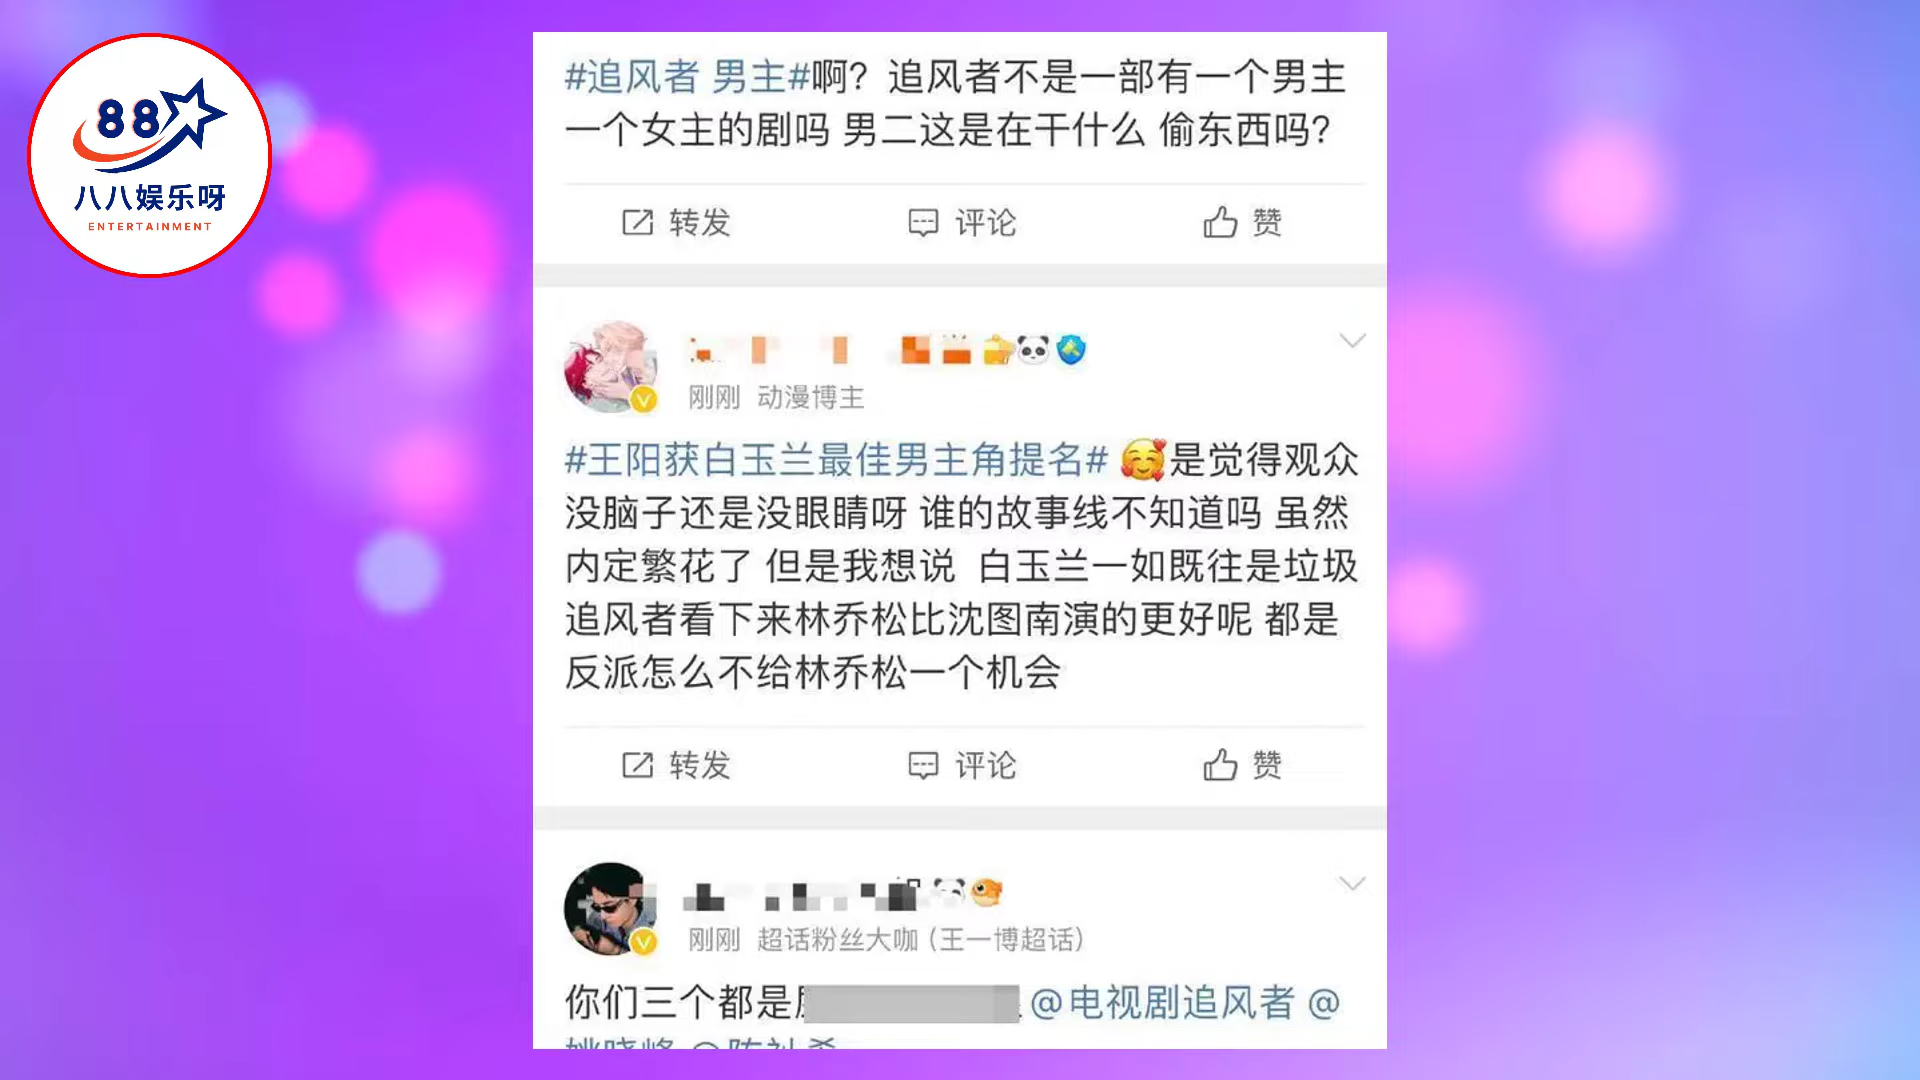 88
八八娱乐呀
ENTERTAINMENT
#追风者 男主#啊？追风者不是一部有一个男主
一个女主的剧吗 男二这是在干什么 偷东西吗？
转发 评论 赞
刚刚 动漫博主
#王阳获白玉兰最佳男主角提名# 是觉得观众
没脑子还是没眼睛呀 谁的故事线不知道吗 虽然
内定繁花了 但是我想说 白玉兰一如既往是垃圾
追风者看下来林乔松比沈图南演的更好呢 都是
反派怎么不给林乔松一个机会
转发 评论 赞
刚刚 超话粉丝大咖（王一博超话）
你们三个都是 @电视剧追风者 @